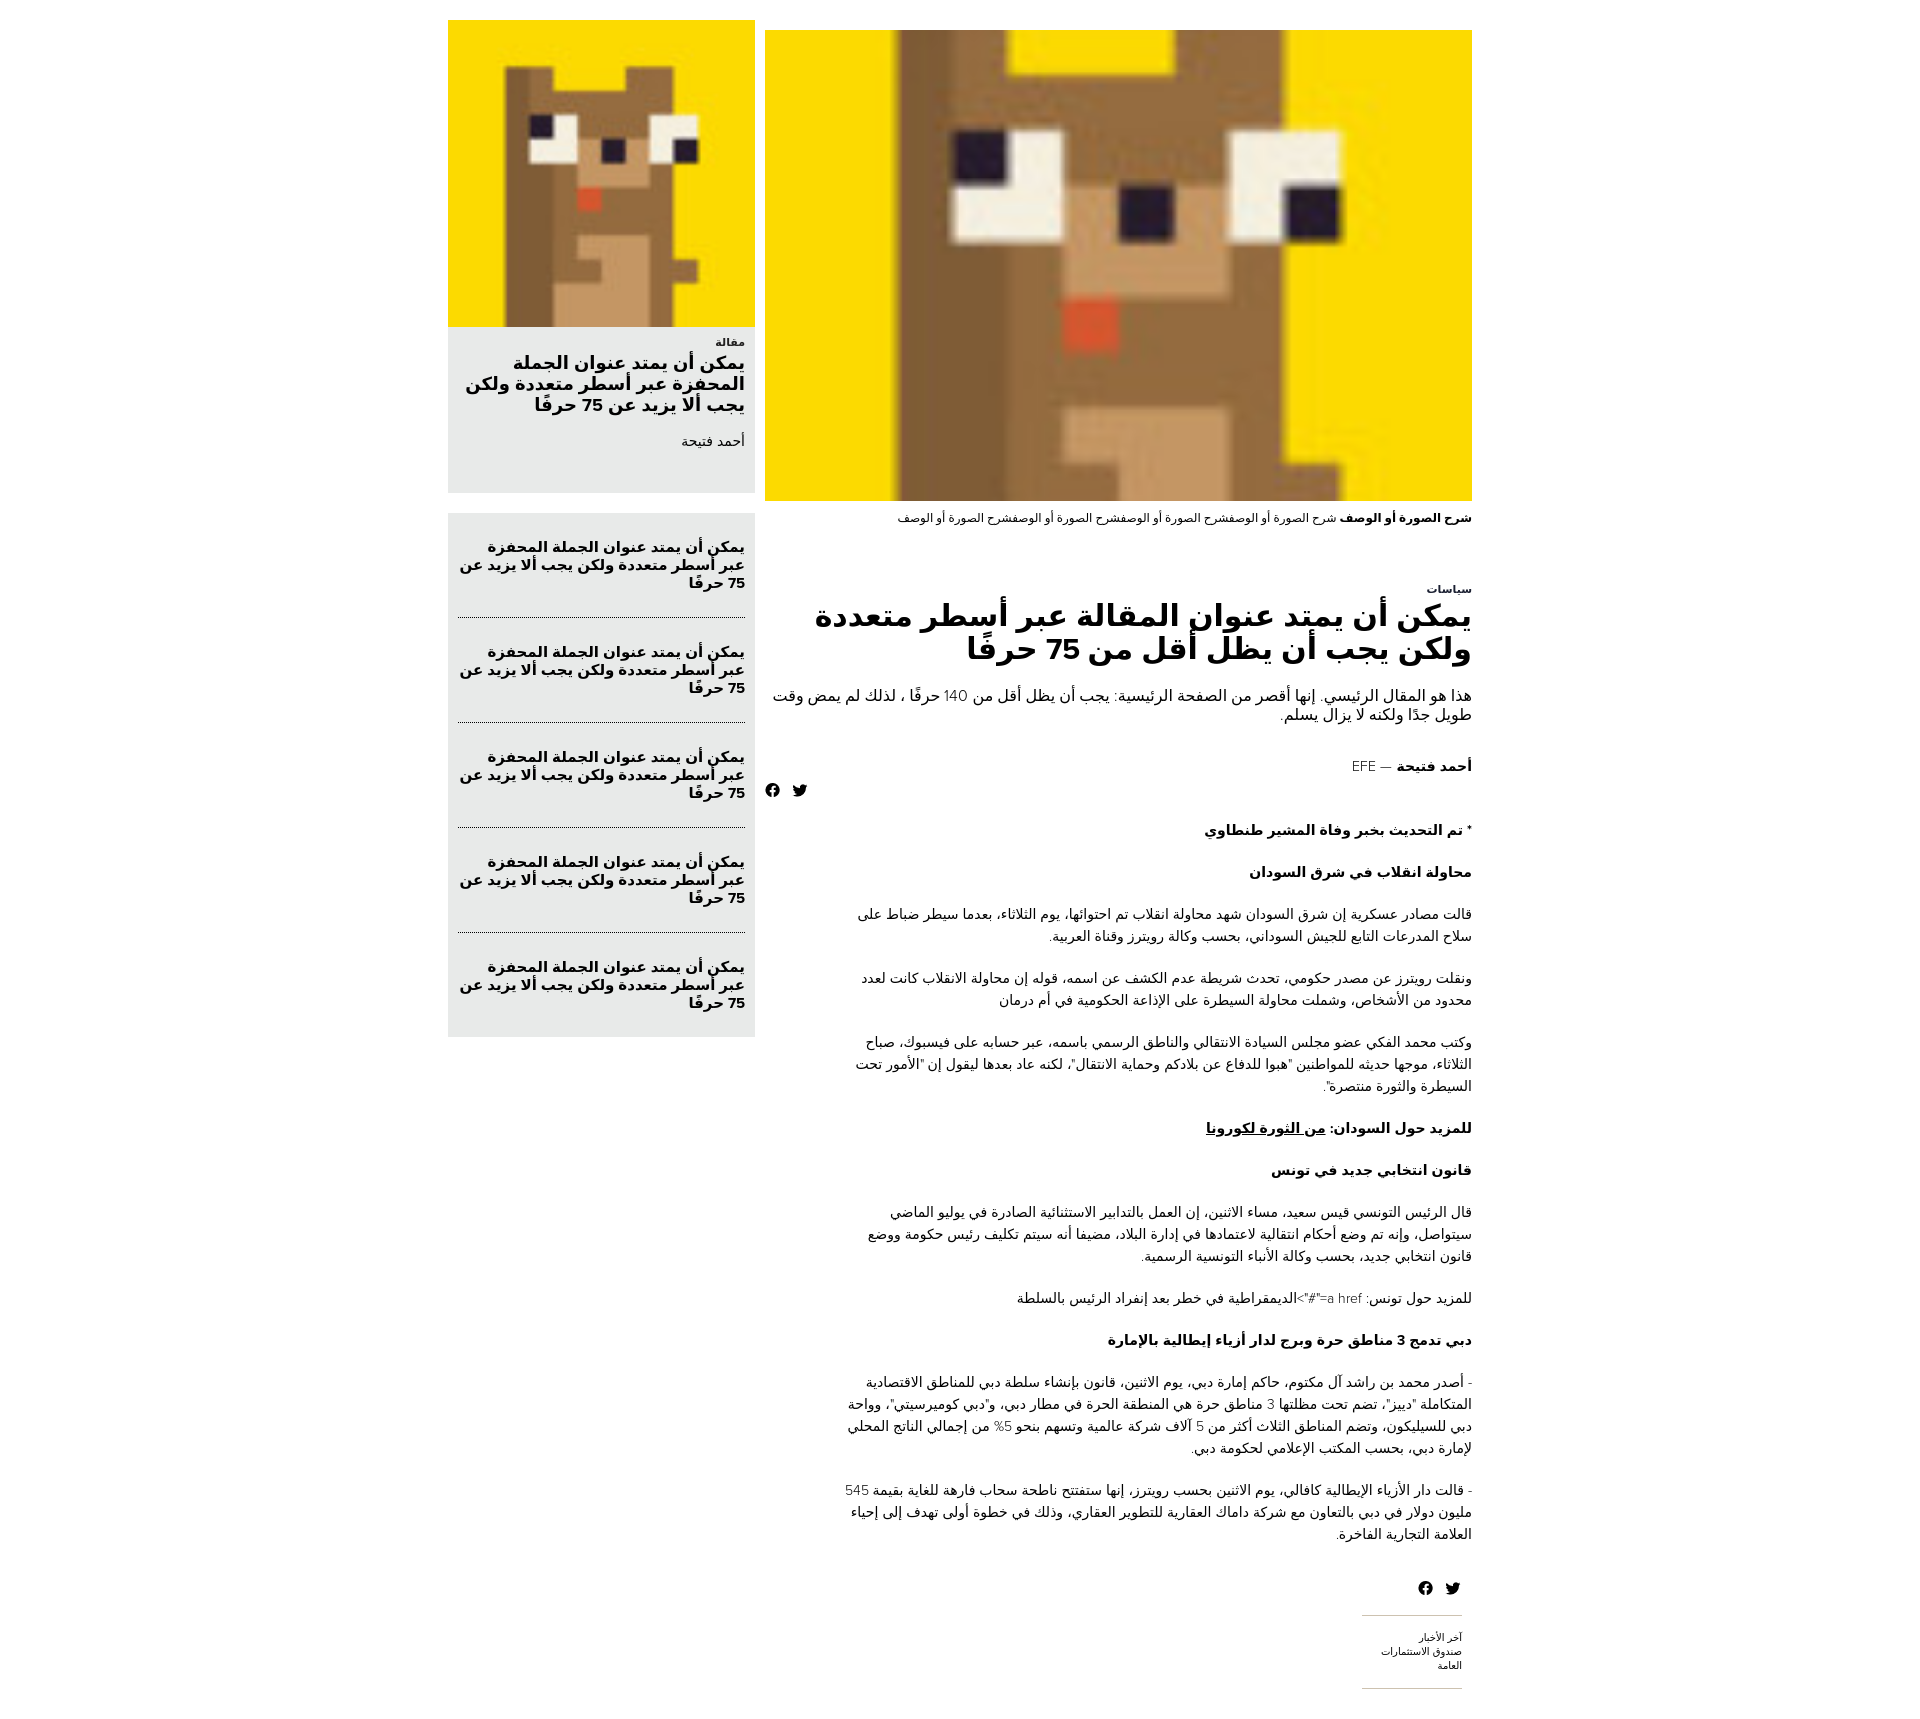 شرح الصورة أو الوصف شرح الصورة أو الوصفشرح الصورة أو الوصفشرح الصورة أو الوصفشرح الصورة أو الوصف
سياسات
يمكن أن يمتد عنوان المقالة عبر أسطر متعددة
ولكن يجب أن يظل أقل من 75 حرفًا
هذا هو المقال الرئيسي. إنها أقصر من الصفحة الرئيسية: يجب أن يظل أقل من 140 حرفًا ، لذلك لم يمض وقت
طويل جدًا ولكنه لا يزال يسلم.
أحمد فتيحة — EFE
* تم التحديث بخبر وفاة المشير طنطاوي
محاولة انقلاب في شرق السودان
قالت مصادر عسكرية إن شرق السودان شهد محاولة انقلاب تم احتوائها، يوم الثلاثاء، بعدما سيطر ضباط على
سلاح المدرعات التابع للجيش السوداني، بحسب وكالة رويترز وقناة العربية.
ونقلت رويترز عن مصدر حكومي، تحدث شريطة عدم الكشف عن اسمه، قوله إن محاولة الانقلاب كانت لعدد
محدود من الأشخاص، وشملت محاولة السيطرة على الإذاعة الحكومية في أم درمان
وكتب محمد الفكي عضو مجلس السيادة الانتقالي والناطق الرسمي باسمه، عبر حسابه على فيسبوك، صباح
الثلاثاء، موجها حديثه للمواطنين "هبوا للدفاع عن بلادكم وحماية الانتقال"، لكنه عاد بعدها ليقول إن "الأمور تحت
السيطرة والثورة منتصرة".
للمزيد حول السودان: من الثورة لكورونا
قانون انتخابي جديد في تونس
قال الرئيس التونسي قيس سعيد، مساء الاثنين، إن العمل بالتدابير الاستثنائية الصادرة في يوليو الماضي
سيتواصل، وإنه تم وضع أحكام انتقالية لاعتمادها في إدارة البلاد، مضيفا أنه سيتم تكليف رئيس حكومة ووضع
قانون انتخابي جديد، بحسب وكالة الأنباء التونسية الرسمية.
للمزيد حول تونس: a href="#">الديمقراطية في خطر بعد إنفراد الرئيس بالسلطة
دبي تدمج 3 مناطق حرة وبرج لدار أزياء إيطالية بالإمارة
- أصدر محمد بن راشد آل مكتوم، حاكم إمارة دبي، يوم الاثنين، قانون بإنشاء سلطة دبي للمناطق الاقتصادية
المتكاملة "دييز"، تضم تحت مظلتها 3 مناطق حرة هي المنطقة الحرة في مطار دبي، و"دبي كوميرسيتي"، وواحة
دبي للسيليكون، وتضم المناطق الثلاث أكثر من 5 آلاف شركة عالمية وتسهم بنحو 5% من إجمالي الناتج المحلي
لإمارة دبي، بحسب المكتب الإعلامي لحكومة دبي.
- قالت دار الأزياء الإيطالية كافالي، يوم الاثنين بحسب رويترز، إنها ستفتتح ناطحة سحاب فارهة للغاية بقيمة 545
مليون دولار في دبي بالتعاون مع شركة داماك العقارية للتطوير العقاري، وذلك في خطوة أولى تهدف إلى إحياء
العلامة التجارية الفاخرة.
آخر الأخبار
صندوق الاستثمارات
العامة
مقالة
يمكن أن يمتد عنوان الجملة
المحفزة عبر أسطر متعددة ولكن
يجب ألا يزيد عن 75 حرفًا
أحمد فتيحة
يمكن أن يمتد عنوان الجملة المحفزة
عبر أسطر متعددة ولكن يجب ألا يزيد عن
75 حرفًا
يمكن أن يمتد عنوان الجملة المحفزة
عبر أسطر متعددة ولكن يجب ألا يزيد عن
75 حرفًا
يمكن أن يمتد عنوان الجملة المحفزة
عبر أسطر متعددة ولكن يجب ألا يزيد عن
75 حرفًا
يمكن أن يمتد عنوان الجملة المحفزة
عبر أسطر متعددة ولكن يجب ألا يزيد عن
75 حرفًا
يمكن أن يمتد عنوان الجملة المحفزة
عبر أسطر متعددة ولكن يجب ألا يزيد عن
75 حرفًا